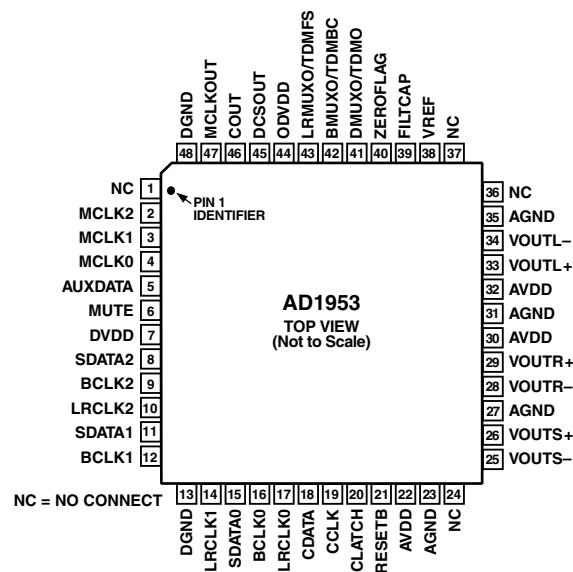 DGND
MCLKOUT
COUT
DCSOUT
ODVDD
LRMUXO/TDMFS
BMUXO/TDMBC
DMUXO/TDMO
ZEROFLAG
FILTCAP
VREF
NC
48 47 46 45 44 43 42 41 40 39 38 37
NC 1
MCLK2 2
MCLK1 3
MCLK0 4
AUXDATA 5
MUTE 6
DVDD 7
SDATA2 8
BCLK2 9
LRCLK2 10
SDATA1 11
BCLK1 12
PIN 1
IDENTIFIER
AD1953
TOP VIEW
(Not to Scale)
36 NC
35 AGND
34 VOUTL–
33 VOUTL+
32 AVDD
31 AGND
30 AVDD
29 VOUTR+
28 VOUTR–
27 AGND
26 VOUTS+
25 VOUTS–
NC = NO CONNECT
13 14 15 16 17 18 19 20 21 22 23 24
DGND
LRCLK1
SDATA0
BCLK0
LRCLK0
CDATA
CCLK
CLATCH
RESETB
AVDD
AGND
NC